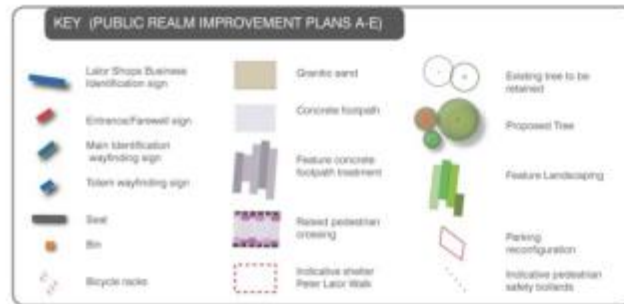 KEY (PUBLIC REALM IMPROVEMENT PLANS A-E)
Lalor Shops Business
Identification sign
Entrance/Farewell sign
Main Identification
wayfinding sign
Totem wayfinding sign
Seat
Bin
Bicycle racks
Granitic sand
Concrete footpath
Feature concrete
footpath treatment
Raised pedestrian
crossing
Indicative shelter
Peter Lalor Walk
Existing tree to be
retained
Proposed Tree
Feature Landscaping
Parking
reconfiguration
Indicative pedestrian
safety bollards